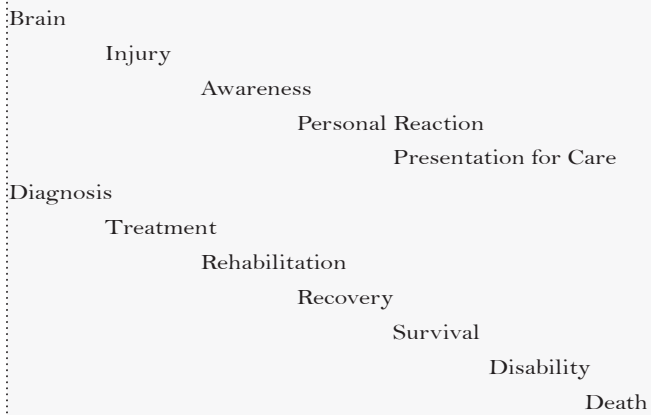 Brain
Injury
Awareness
Personal Reaction
Presentation for Care
Diagnosis
Treatment
Rehabilitation
Recovery
Survival
Disability
Death